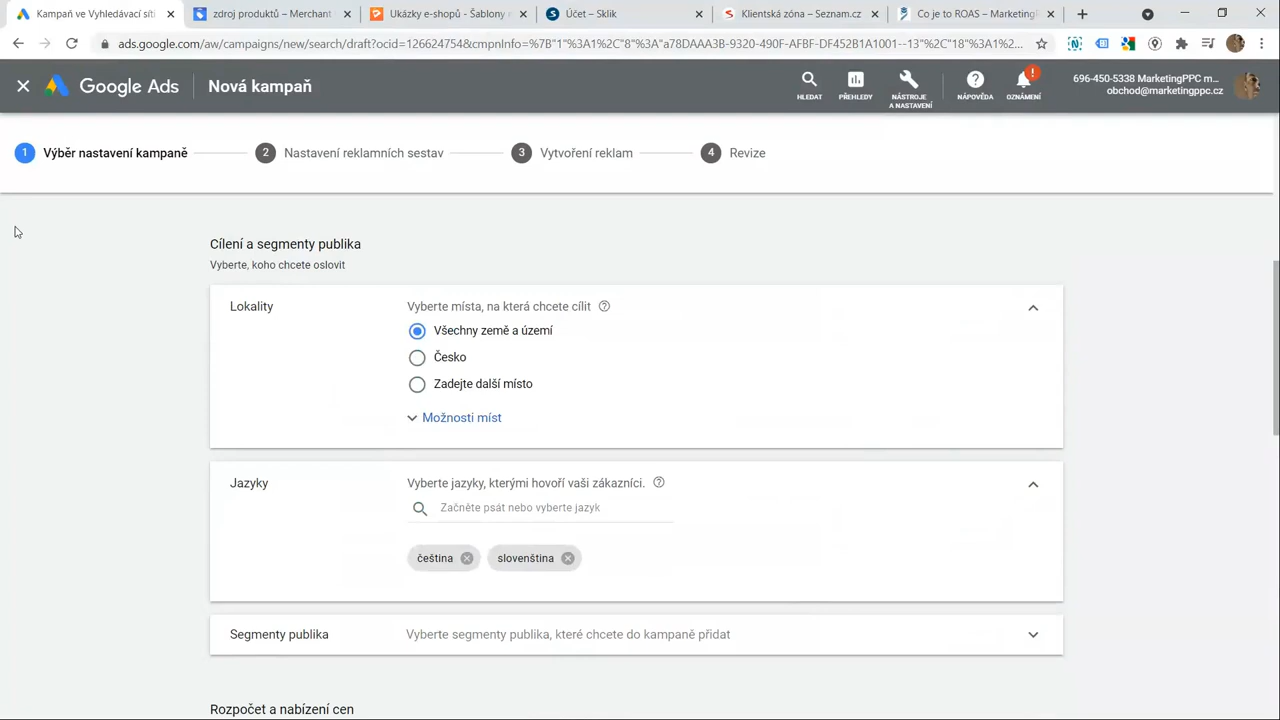 Kampaň ve Vyhledávací síti
zdroj produktů – Merchant
Ukázky e-shopů - Šablony
Účet – Sklik
Klientská zóna – Seznam.cz
Co je to ROAS – Marketing
ads.google.com/aw/campaigns/new/search/draft?ocid=126924754&cmpInfo=%7B"1"%3A1%2C"8"%3A"a78DAAA3B-9320-490F-AFBF-DF452B1A1001--13"%2C"18"%3A1%2...
Google Ads
Nová kampaň
HLEDAT
PŘEHLEDY
NÁSTROJE
A NASTAVENÍ
NÁPOVĚDA
OZNÁMENÍ
696-450-5338 MarketingPPC m...
obchod@marketingppc.cz
1 Výběr nastavení kampaně
2 Nastavení reklamních sestav
3 Vytvoření reklam
4 Revize
Cílení a segmenty publika
Vyberte, koho chcete oslovit
Lokality
Vyberte místa, na která chcete cílit
Všechny země a území
Česko
Zadejte další místo
Možnosti míst
Jazyky
Vyberte jazyky, kterými hovoří vaši zákazníci.
Začněte psát nebo vyberte jazyk
čeština
slovenština
Segmenty publika
Vyberte segmenty publika, které chcete do kampaně přidat
Rozpočet a nabízení cen